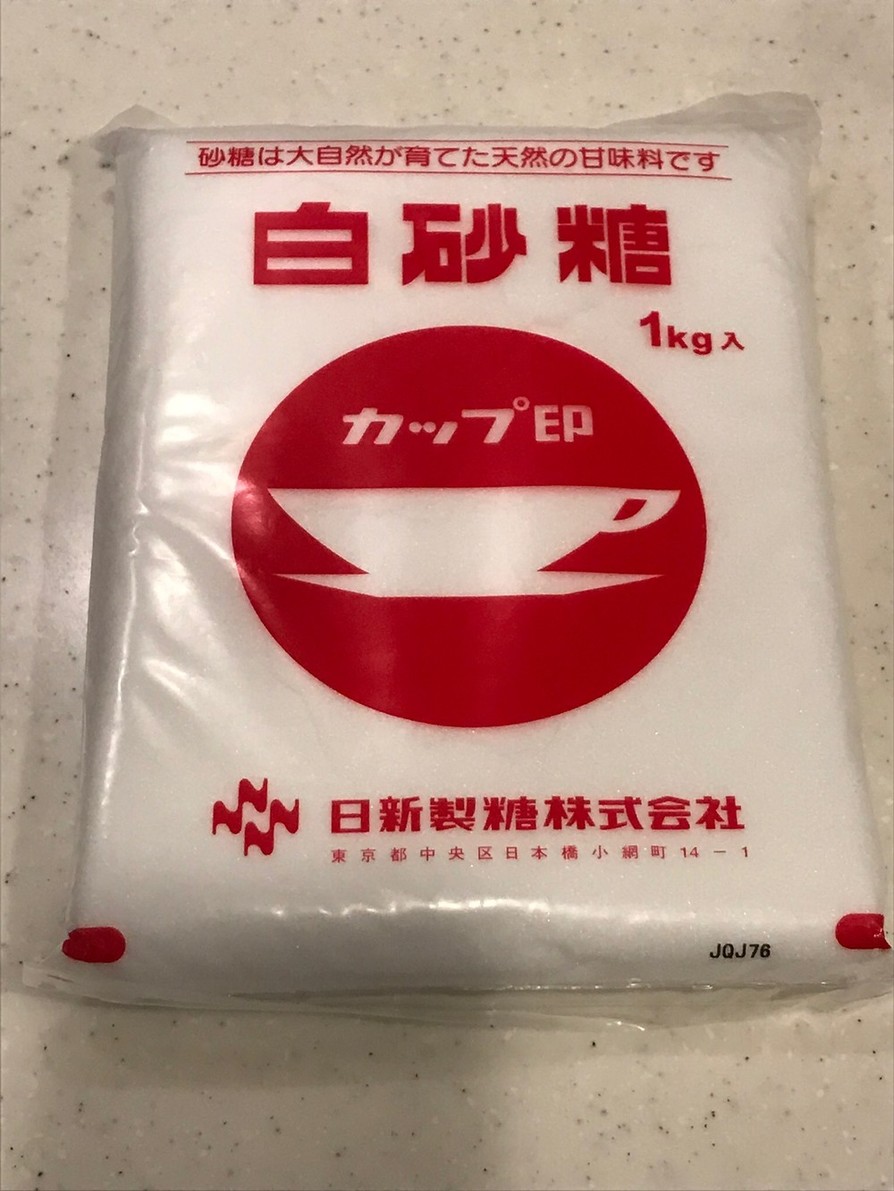 砂糖は大自然が育てた天然の甘味料です
白砂糖
1kg入
カップ印
日新製糖株式会社
東京都中央区日本橋小網町14-1
JQJ76